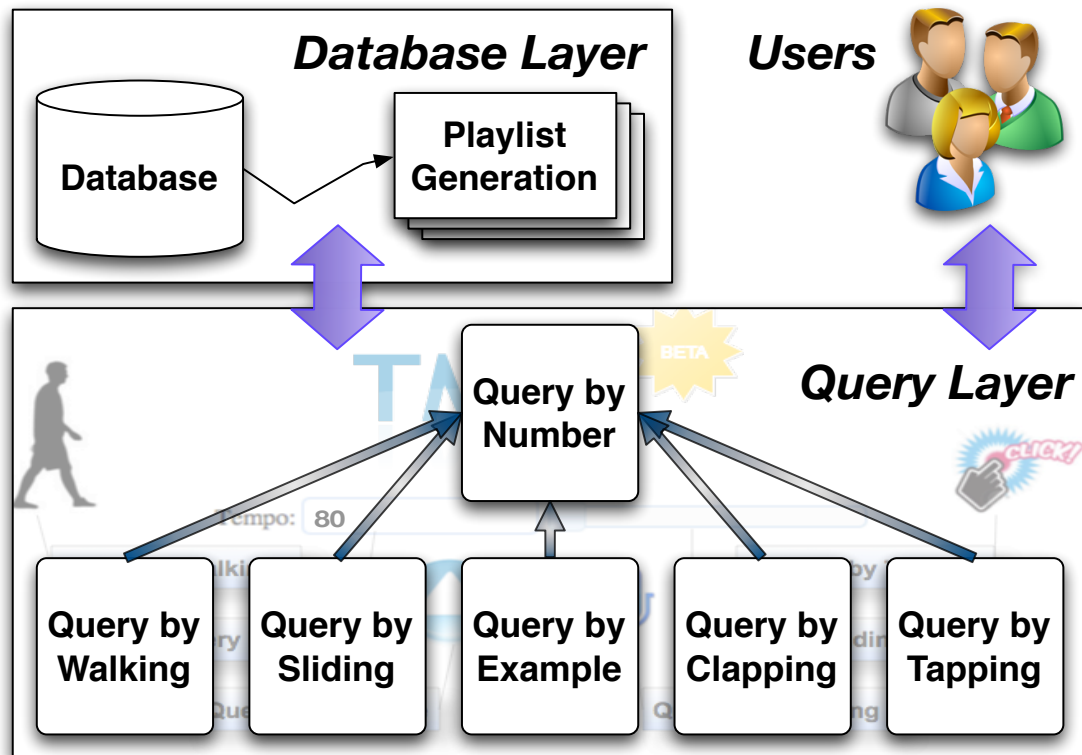 Database Layer
Users
Database
Playlist
Generation
Query Layer
BETA
Query by
Number
CLICK!
Tempo: 80
Query by
Walking
Query by
Sliding
Query by
Example
Query by
Clapping
Query by
Tapping